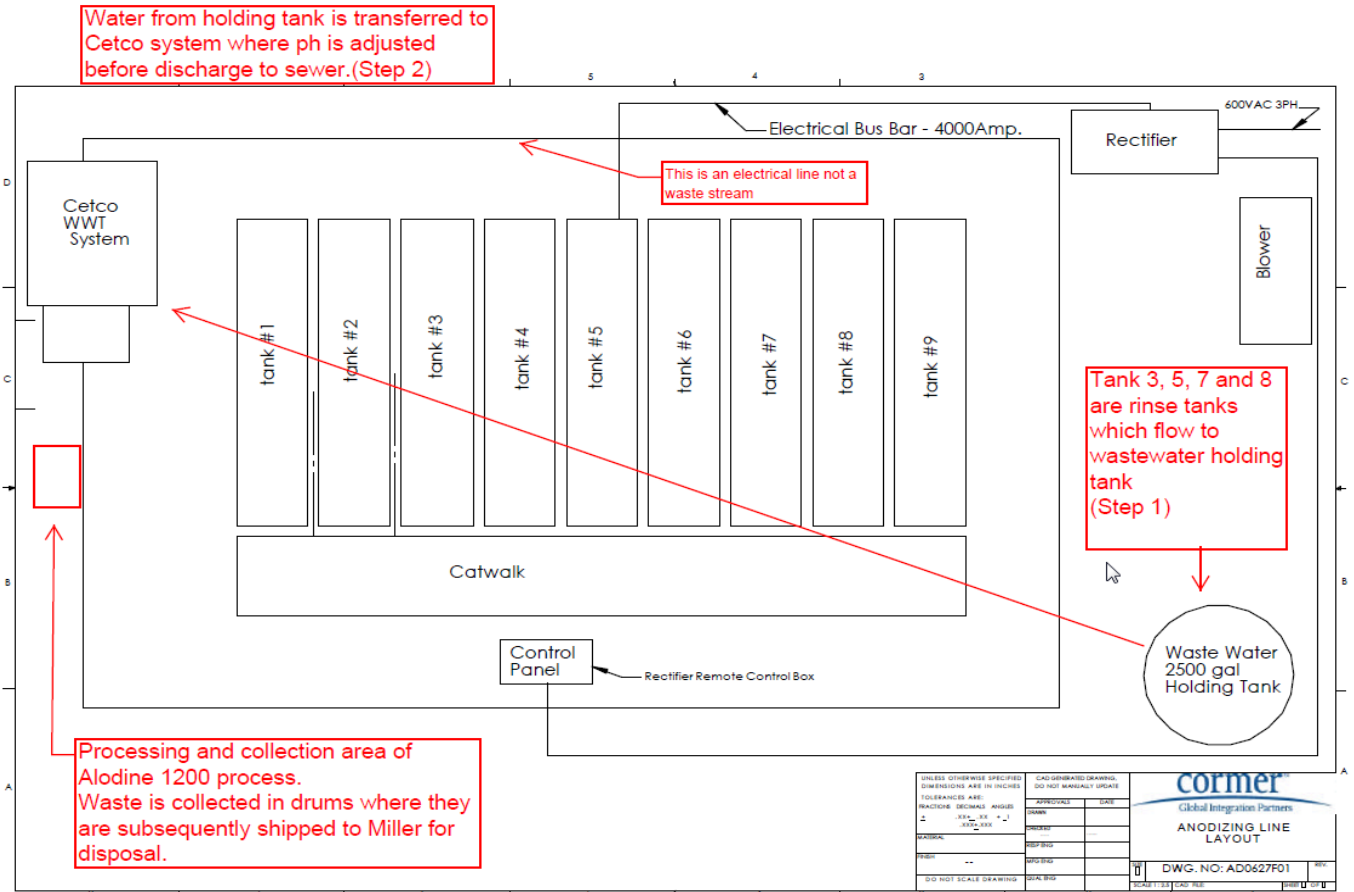 Water from holding tank is transferred to
Cetco system where ph is adjusted
before discharge to sewer.(Step 2)
5
4
3
600VAC 3PH
Electrical Bus Bar - 4000Amp.
Rectifier
This is an electrical line not a
waste stream
D
Cetco
WWT
System
Blower
tank #1
tank #2
tank #3
tank #4
tank #5
tank #6
tank #7
tank #8
tank #9
C
C
Tank 3, 5, 7 and 8
are rinse tanks
which flow to
wastewater holding
tank
(Step 1)
B
B
Catwalk
Control
Panel
Rectifier Remote Control Box
Waste Water
2500 gal
Holding Tank
Processing and collection area of
Alodine 1200 process.
Waste is collected in drums where they
are subsequently shipped to Miller for
disposal.
A
A
UNLESS OTHERWISE SPECIFIED
DIMENSIONS ARE IN INCHES
TOLERANCES ARE:
FRACTIONS DECIMALS ANGLES
MATERIAL
FINISH
--
DO NOT SCALE DRAWING
CAD GENERATED DRAWING,
DO NOT MANUALLY UPDATE
APPROVALS DATE
DRAWN
CHECKED
RESP ENG
MFG ENG
QUAL ENG
cormer
Global Integration Partners
ANODIZING LINE
LAYOUT
DWG. NO: AD0627F01
REV.
CAD FILE:
SHEET OF